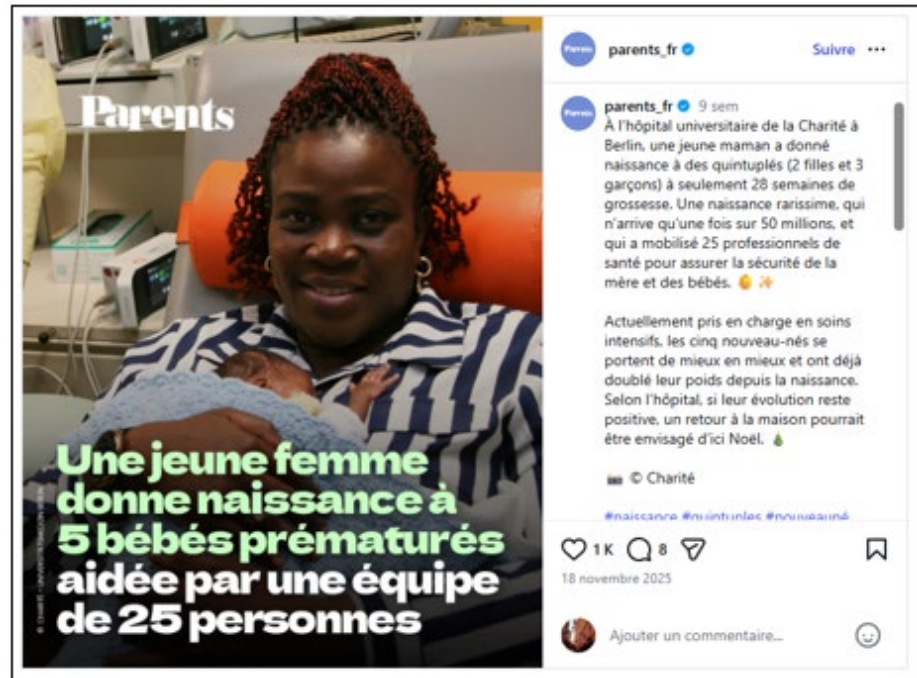 Parents
Une jeune femme
donne naissance à
5 bébés prématurés
aidée par une équipe
de 25 personnes
parents_fr
Suivre
parents_fr 9 sem
À l'hôpital universitaire de la Charité à
Berlin, une jeune maman a donné
naissance à des quintuplés (2 filles et 3
garçons) à seulement 28 semaines de
grossesse. Une naissance rarissime, qui
n'arrive qu'une fois sur 50 millions, et
qui a mobilisé 25 professionnels de
santé pour assurer la sécurité de la
mère et des bébés.
Actuellement pris en charge en soins
intensifs, les cinq nouveau-nés se
portent de mieux en mieux et ont déjà
doublé leur poids depuis la naissance.
Selon l'hôpital, si leur évolution reste
positive, un retour à la maison pourrait
être envisagé d'ici Noël.
© Charité
#naissance #quintuples #nouveauné
1 K 8
18 novembre 2025
Ajouter un commentaire...